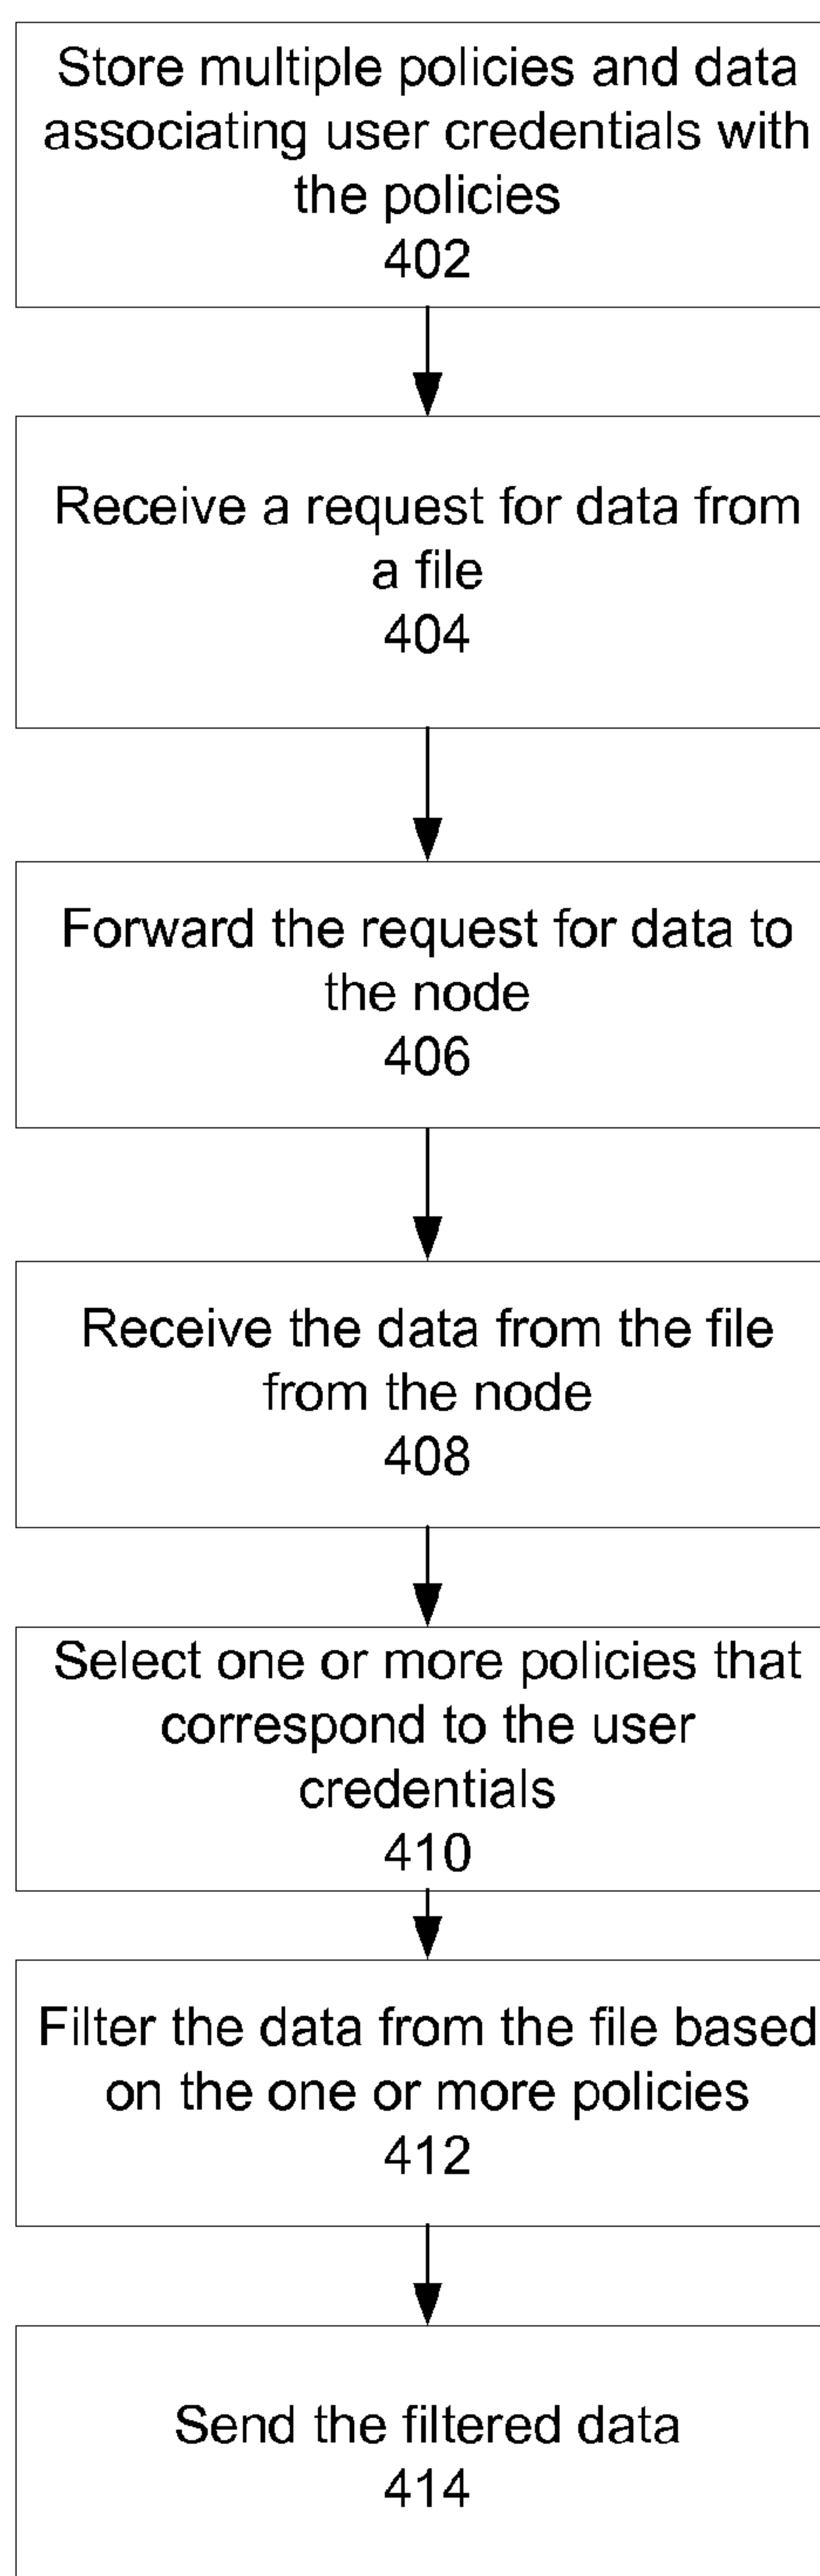 Store multiple policies and data
associating user credentials with
the policies
402
Receive a request for data from
a file
404
Forward the request for data to
the node
406
Receive the data from the file
from the node
408
Select one or more policies that
correspond to the user
credentials
410
Filter the data from the file based
on the one or more policies
412
Send the filtered data
414